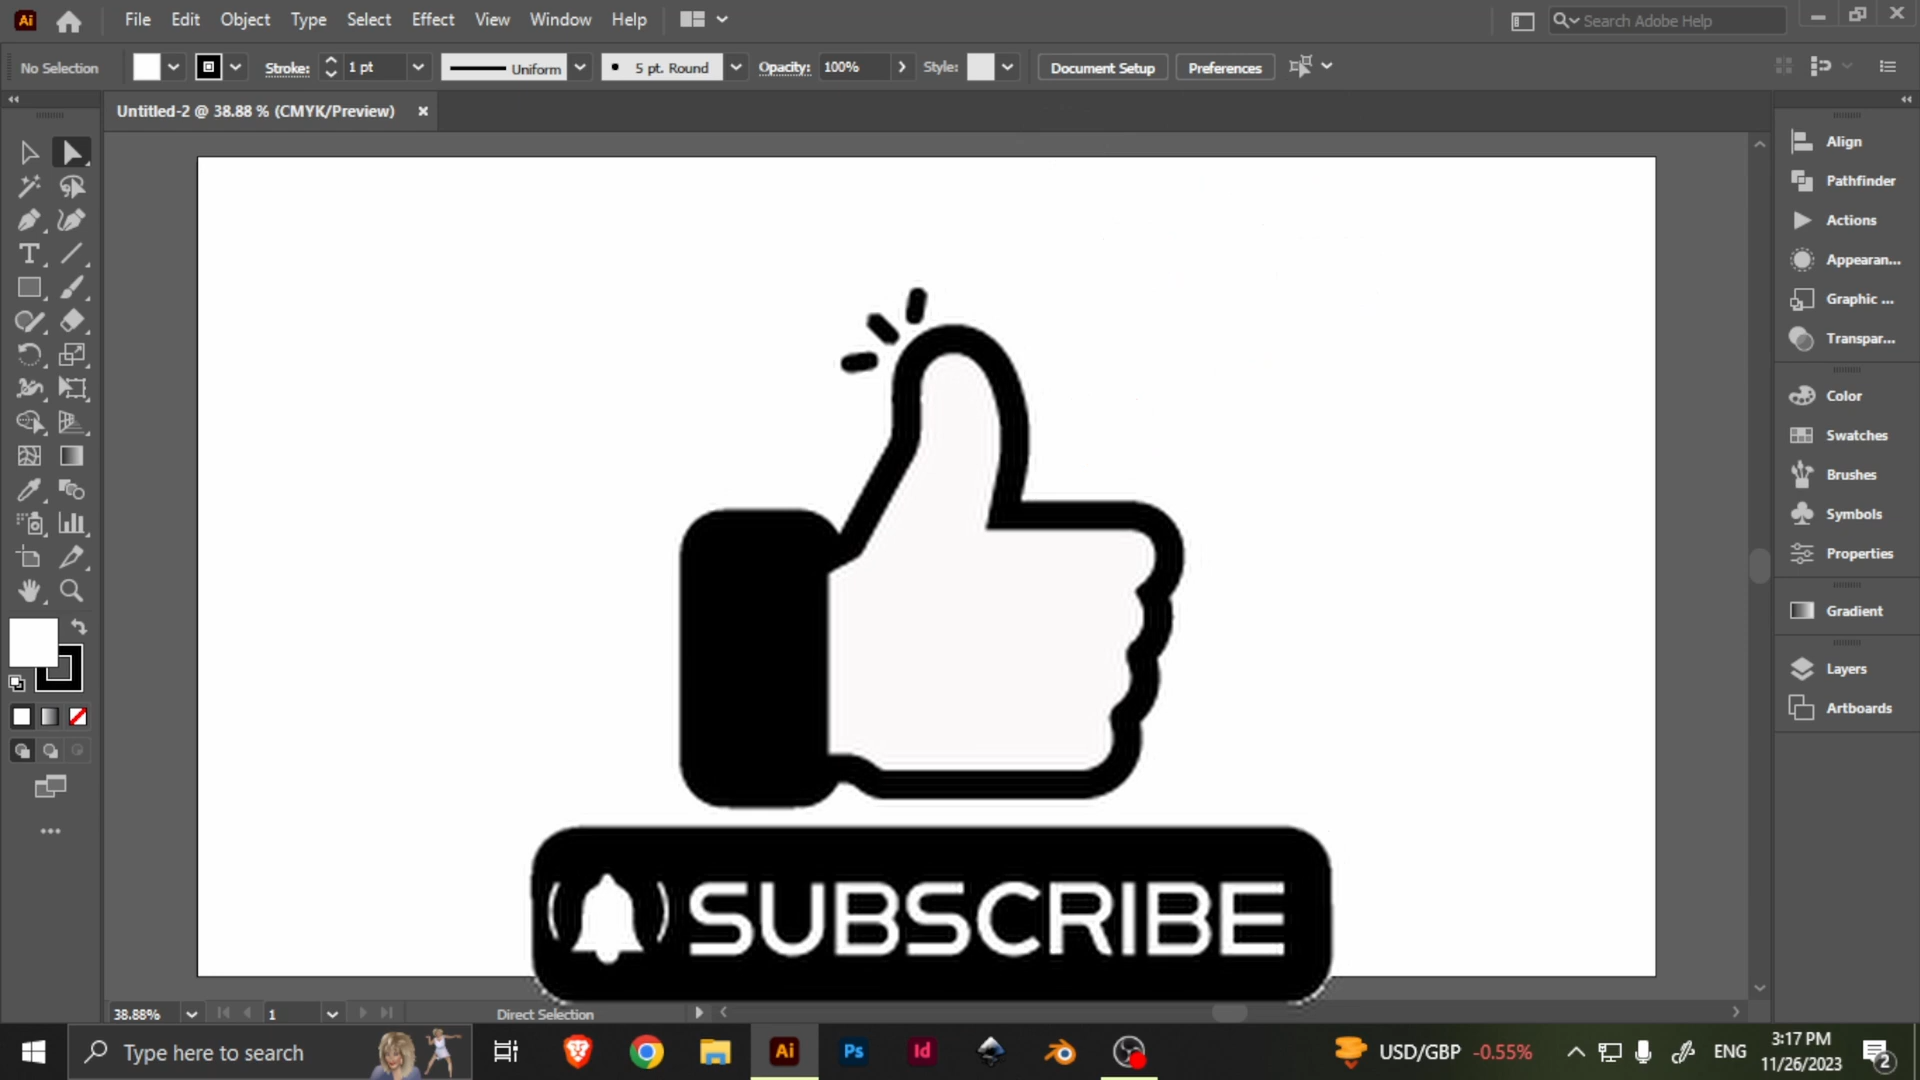 Ai File Edit Object Type Select Effect View Window Help Search Adobe Help
No Selection Stroke: 1 pt Uniform 5 pt. Round Opacity: 100% Style: Document Setup Preferences
Untitled-2 @ 38.88 % (CMYK/Preview)
Align
Pathfinder
Actions
Appearan...
Graphic ...
Transpar...
Color
Swatches
Brushes
Symbols
Properties
Gradient
Layers
Artboards
SUBSCRIBE
38.88% 1 Direct Selection
Type here to search Ai Ps Id USD/GBP -0.55% ENG 3:17 PM
11/26/2023 2